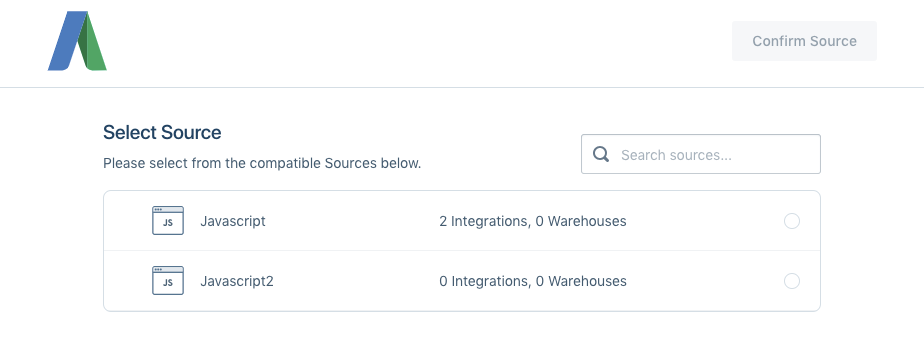 Confirm Source
Select Source
Please select from the compatible Sources below.
Search sources...
JS Javascript 2 Integrations, 0 Warehouses
JS Javascript2 0 Integrations, 0 Warehouses